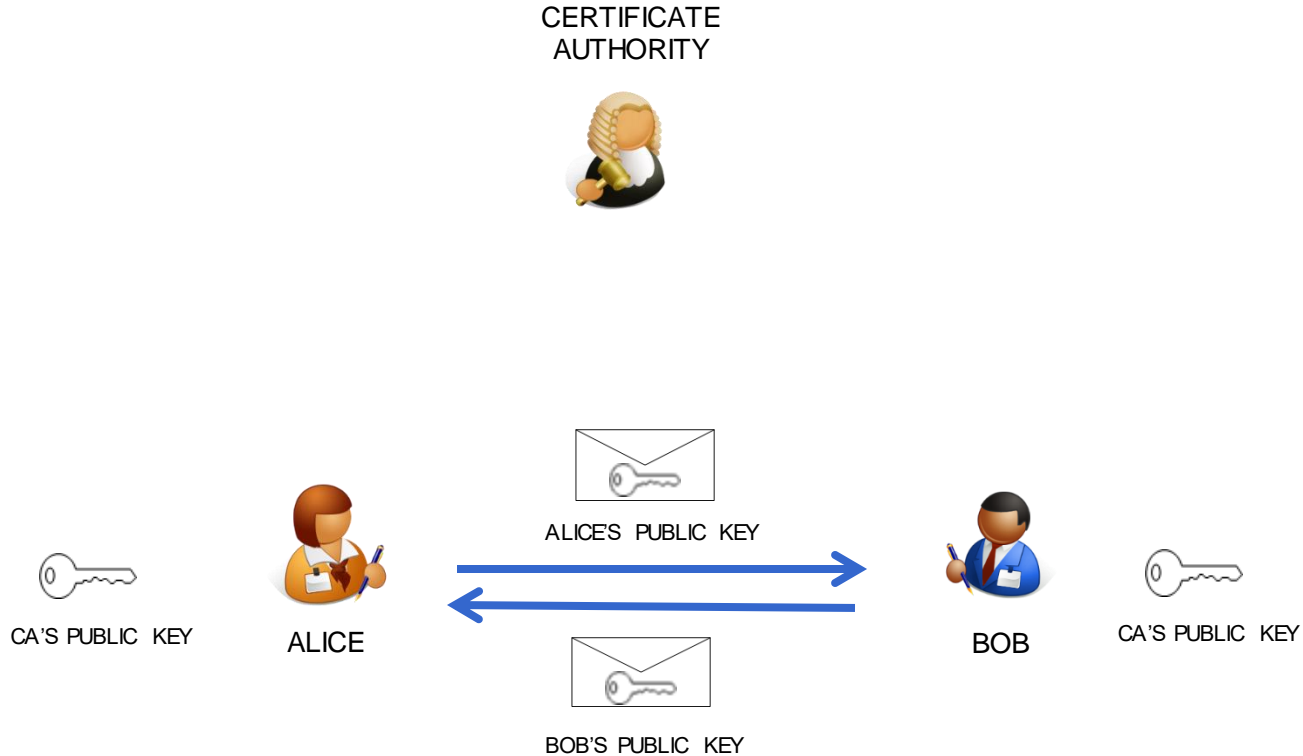 CERTIFICATE
AUTHORITY
ALICE'S PUBLIC KEY
CA'S PUBLIC KEY
ALICE
BOB
CA'S PUBLIC KEY
BOB'S PUBLIC KEY